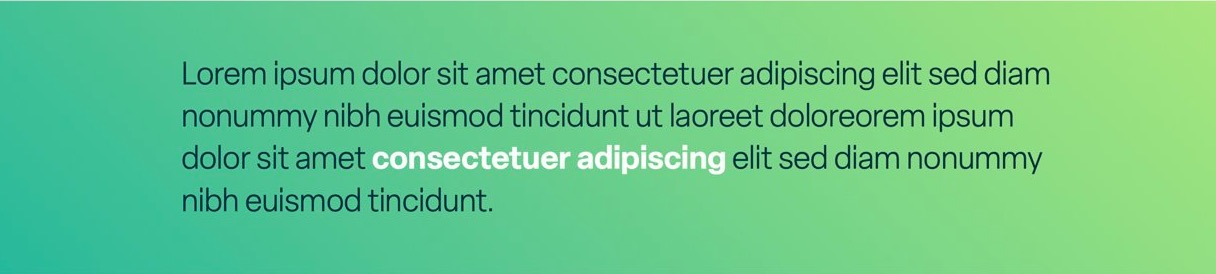 Lorem ipsum dolor sit amet consectetuer adipiscing elit sed diam
nonummy nibh euismod tincidunt ut laoreet doloreorem ipsum
dolor sit amet consectetuer adipiscing elit sed diam nonummy
nibh euismod tincidunt.